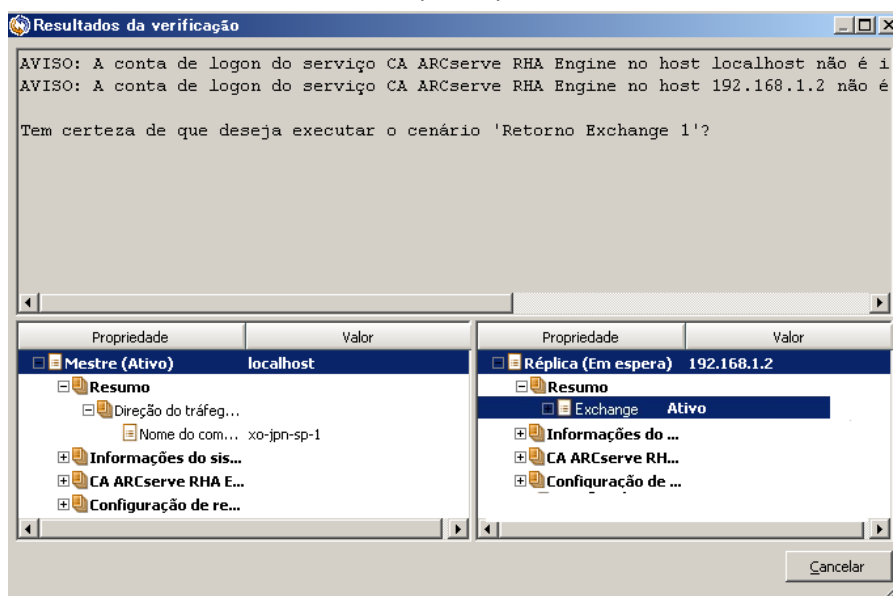 Resultados da verificação
AVISO: A conta de logon do serviço CA ARCserve RHA Engine no host localhost não é i
AVISO: A conta de logon do serviço CA ARCserve RHA Engine no host 192.168.1.2 não é
Tem certeza de que deseja executar o cenário 'Retorno Exchange 1'?
Propriedade Valor
Mestre (Ativo) localhost
Resumo
Direção do tráfeg...
Nome do com... xo-jpn-sp-1
Informações do sis...
CA ARCserve RHA E...
Configuração de re...
Propriedade Valor
Réplica (Em espera) 192.168.1.2
Resumo
Exchange Ativo
Informações do ...
CA ARCserve RH...
Configuração de ...
Cancelar